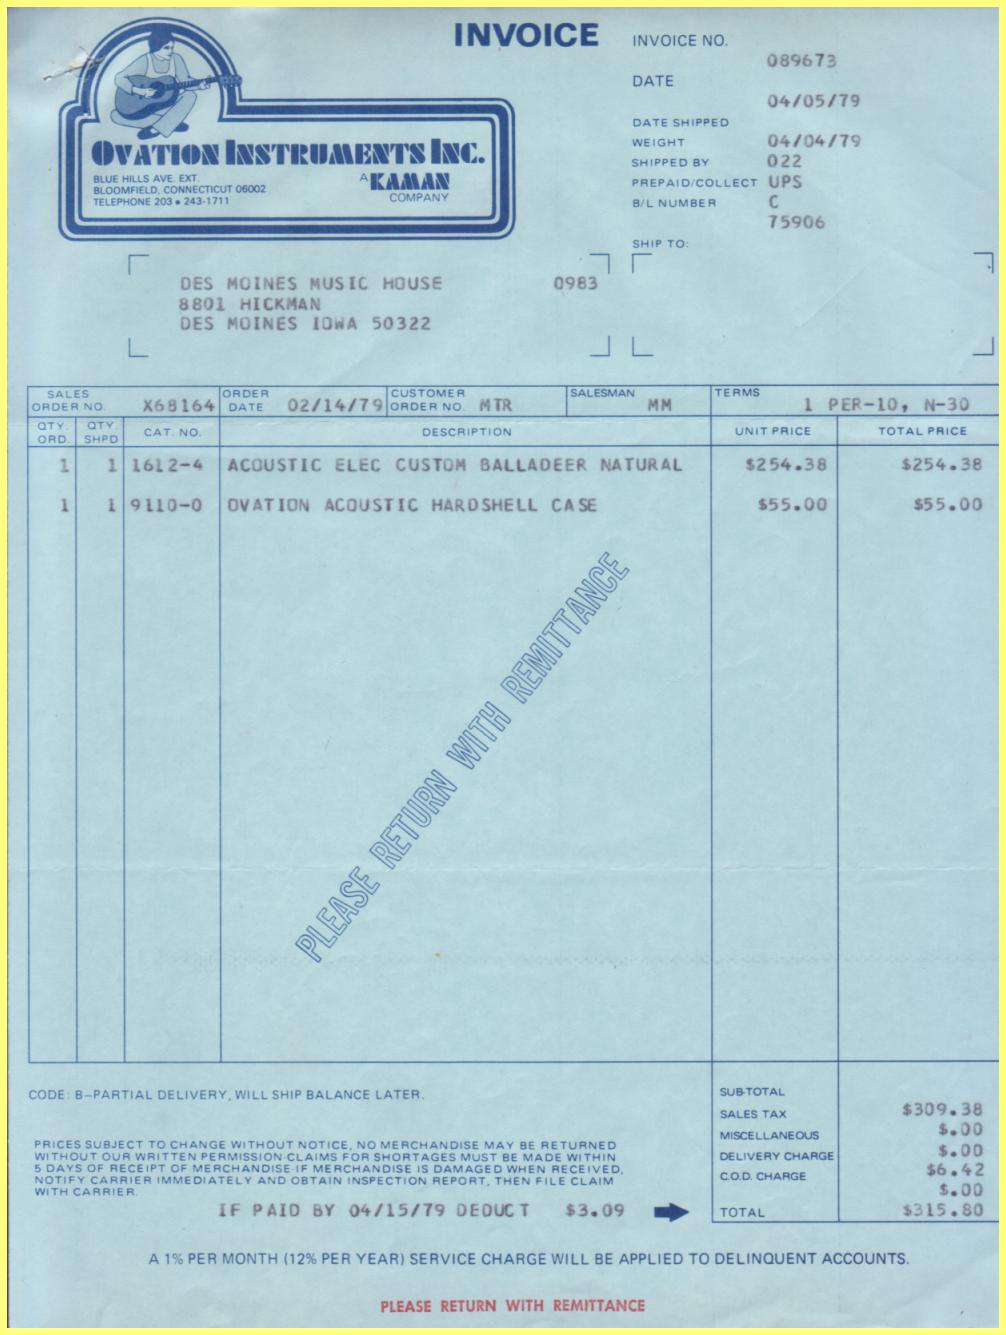 INVOICE
INVOICE NO.
089673
DATE
04/05/79
DATE SHIPPED
WEIGHT 04/04/79
SHIPPED BY 022
PREPAID/COLLECT UPS
B/L NUMBER C
75906
OVATION INSTRUMENTS INC.
BLUE HILLS AVE. EXT.
BLOOMFIELD, CONNECTICUT 06002
TELEPHONE 203 • 243-1711
A KAMAN
COMPANY
SHIP TO:
DES MOINES MUSIC HOUSE 0983
8801 HICKMAN
DES MOINES IOWA 50322
SALES ORDER NO. X68164 ORDER DATE 02/14/79 CUSTOMER ORDER NO. MTR SALESMAN MM TERMS 1 PER-10, N-30
QTY. ORD. QTY. SHPD CAT. NO. DESCRIPTION UNIT PRICE TOTAL PRICE
1 1 1612-4 ACOUSTIC ELEC CUSTOM BALLADEER NATURAL $254.38 $254.38
1 1 9110-0 OVATION ACOUSTIC HARDSHELL CASE $55.00 $55.00
PLEASE RETURN WITH REMITTANCE
CODE: B—PARTIAL DELIVERY, WILL SHIP BALANCE LATER.
SUB-TOTAL $309.38
SALES TAX $.00
MISCELLANEOUS $.00
DELIVERY CHARGE $6.42
C.O.D. CHARGE $.00
TOTAL $315.80
PRICES SUBJECT TO CHANGE WITHOUT NOTICE, NO MERCHANDISE MAY BE RETURNED
WITHOUT OUR WRITTEN PERMISSION-CLAIMS FOR SHORTAGES MUST BE MADE WITHIN
5 DAYS OF RECEIPT OF MERCHANDISE-IF MERCHANDISE IS DAMAGED WHEN RECEIVED,
NOTIFY CARRIER IMMEDIATELY AND OBTAIN INSPECTION REPORT, THEN FILE CLAIM
WITH CARRIER.
IF PAID BY 04/15/79 DEDUCT $3.09
A 1% PER MONTH (12% PER YEAR) SERVICE CHARGE WILL BE APPLIED TO DELINQUENT ACCOUNTS.
PLEASE RETURN WITH REMITTANCE